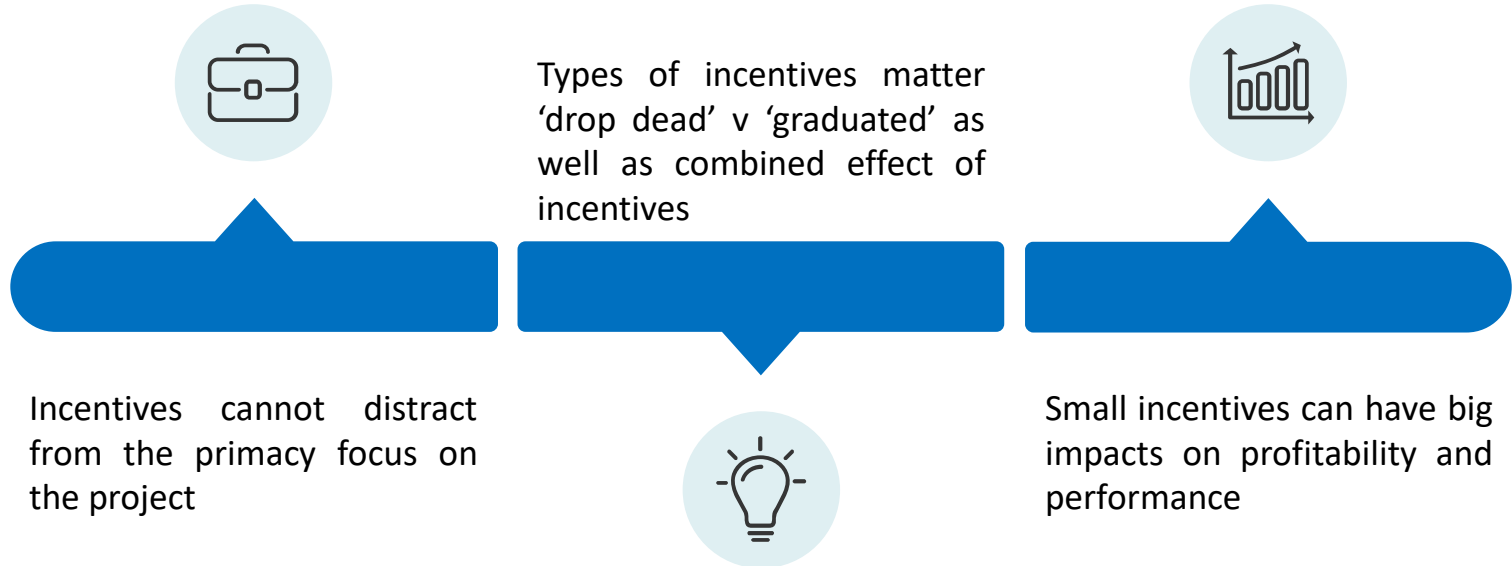 Incentives cannot distract
from the primacy focus on
the project
Types of incentives matter
‘drop dead’ v ‘graduated’ as
well as combined effect of
incentives
Small incentives can have big
impacts on profitability and
performance